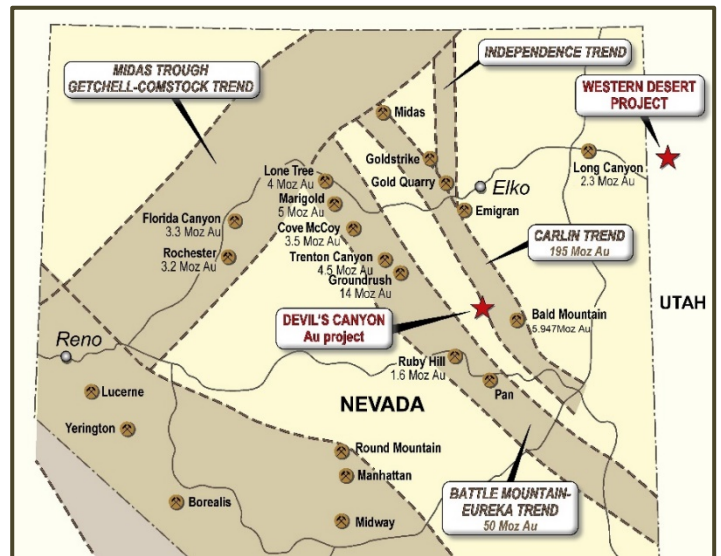 MIDAS TROUGH
GETCHELL-COMSTOCK TREND
INDEPENDENCE TREND
WESTERN DESERT
PROJECT
Midas
Goldstrike
Gold Quarry
Elko
Emigran
Long Canyon
2.3 Moz Au
Lone Tree
4 Moz Au
Marigold
5 Moz Au
Cove McCoy
3.5 Moz Au
Trenton Canyon
4.5 Moz Au
Groundrush
14 Moz Au
Florida Canyon
3.3 Moz Au
Rochester
3.2 Moz Au
CARLIN TREND
195 Moz Au
DEVIL'S CANYON
Au project
Bald Mountain
5.947Moz Au
UTAH
Reno
Ruby Hill
1.6 Moz Au
Pan
NEVADA
Lucerne
Yerington
Borealis
Round Mountain
Manhattan
Midway
BATTLE MOUNTAIN-
EUREKA TREND
50 Moz Au